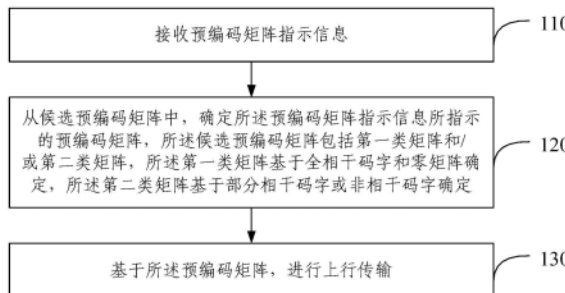 接收预编码矩阵指示信息
110
从候选预编码矩阵中，确定所述预编码矩阵指示信息所指示
的预编码矩阵，所述候选预编码矩阵包括第一类矩阵和/
或第二类矩阵，所述第一类矩阵基于全相干码字和零矩阵确
定，所述第二类矩阵基于部分相干码字或非相干码字确定
120
基于所述预编码矩阵，进行上行传输
130